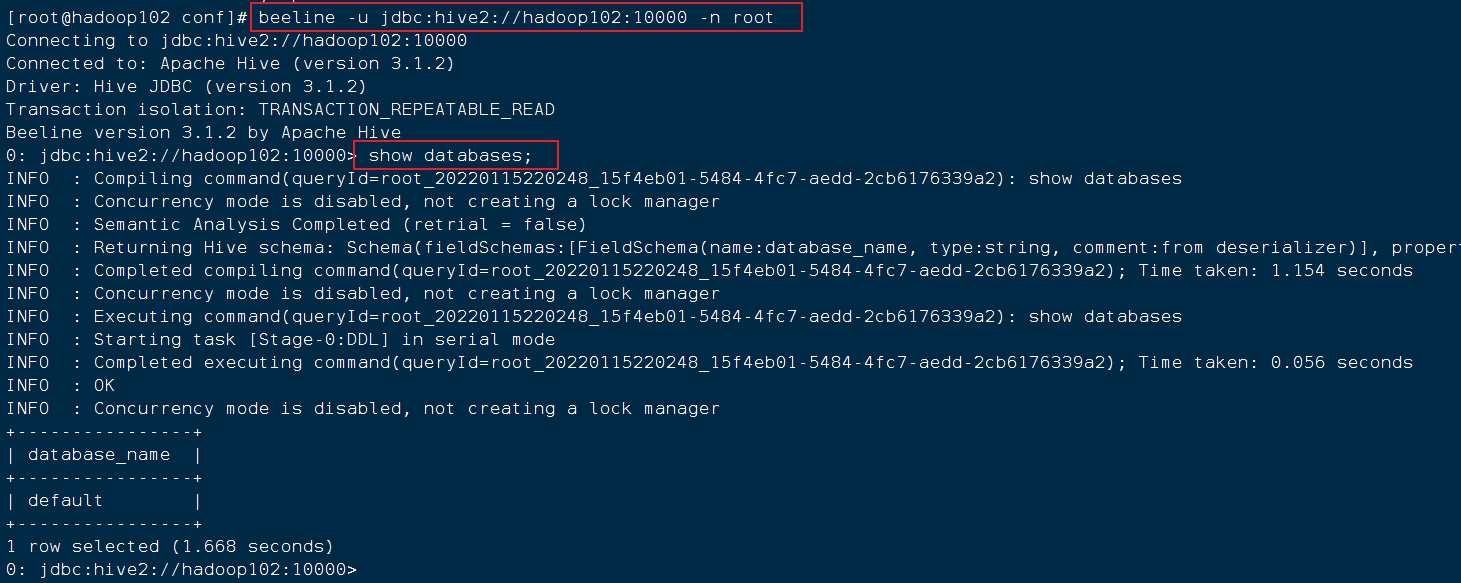 [root@hadoop102 conf]# beeline -u jdbc:hive2://hadoop102:10000 -n root
Connecting to jdbc:hive2://hadoop102:10000
Connected to: Apache Hive (version 3.1.2)
Driver: Hive JDBC (version 3.1.2)
Transaction isolation: TRANSACTION_REPEATABLE_READ
Beeline version 3.1.2 by Apache Hive
0: jdbc:hive2://hadoop102:10000> show databases;
INFO  : Compiling command(queryId=root_20220115220248_15f4eb01-5484-4fc7-aedd-2cb6176339a2): show databases
INFO  : Concurrency mode is disabled, not creating a lock manager
INFO  : Semantic Analysis Completed (retrial = false)
INFO  : Returning Hive schema: Schema(fieldSchemas:[FieldSchema(name:database_name, type:string, comment:from deserializer)], proper
INFO  : Completed compiling command(queryId=root_20220115220248_15f4eb01-5484-4fc7-aedd-2cb6176339a2); Time taken: 1.154 seconds
INFO  : Concurrency mode is disabled, not creating a lock manager
INFO  : Executing command(queryId=root_20220115220248_15f4eb01-5484-4fc7-aedd-2cb6176339a2): show databases
INFO  : Starting task [Stage-0:DDL] in serial mode
INFO  : Completed executing command(queryId=root_20220115220248_15f4eb01-5484-4fc7-aedd-2cb6176339a2); Time taken: 0.056 seconds
INFO  : OK
INFO  : Concurrency mode is disabled, not creating a lock manager
+----------------+
| database_name  |
+----------------+
| default        |
+----------------+
1 row selected (1.668 seconds)
0: jdbc:hive2://hadoop102:10000>